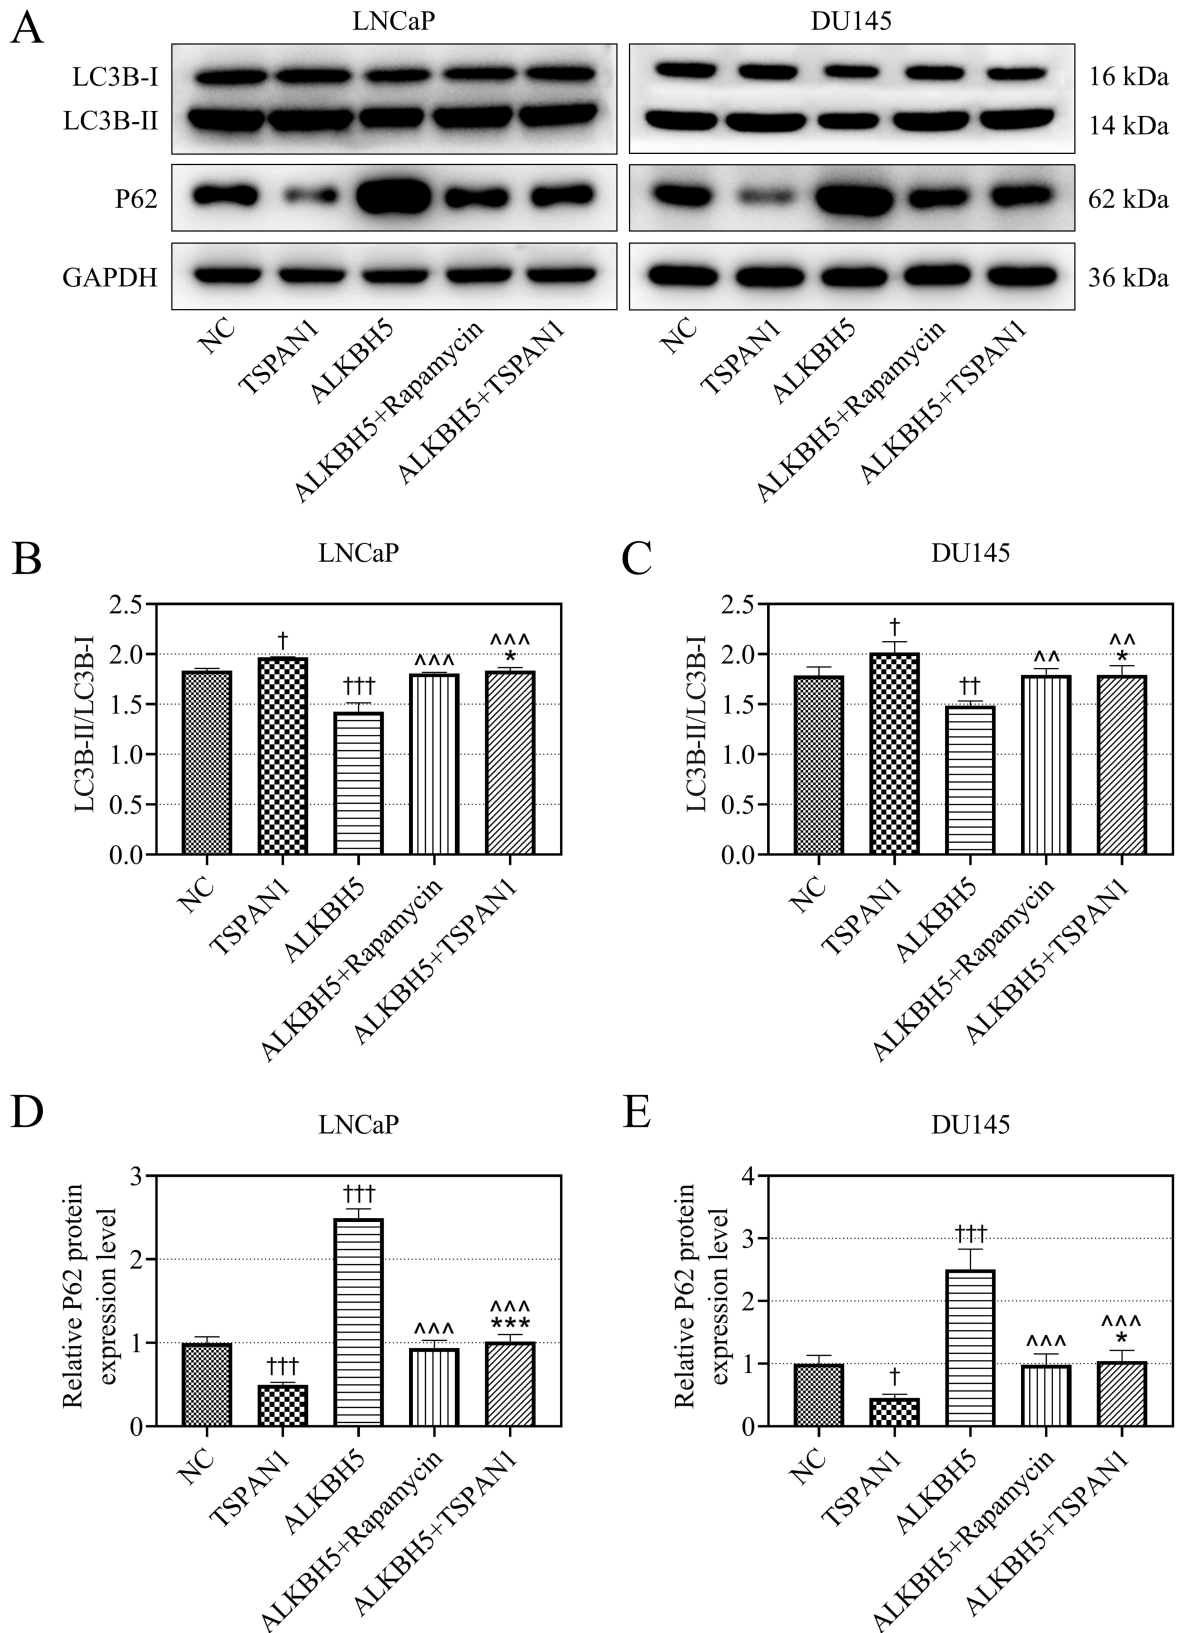 A
LNCaP
DU145
LC3B-I
16 kDa
LC3B-II
14 kDa
P62
62 kDa
GAPDH
36 kDa
NC
TSPAN1
ALKBH5
ALKBH5+Rapamycin
ALKBH5+TSPAN1
NC
TSPAN1
ALKBH5
ALKBH5+Rapamycin
ALKBH5+TSPAN1
B
LNCaP
LC3B-II/LC3B-I
2.5
2.0
1.5
1.0
0.5
0.0
†
†††
^^^
^^^
*
NC
TSPAN1
ALKBH5
ALKBH5+Rapamycin
ALKBH5+TSPAN1
C
DU145
LC3B-II/LC3B-I
2.5
2.0
1.5
1.0
0.5
0.0
†
††
^^
^^
*
NC
TSPAN1
ALKBH5
ALKBH5+Rapamycin
ALKBH5+TSPAN1
D
LNCaP
Relative P62 protein
expression level
3
2
1
0
†††
†††
^^^
^^^
***
NC
TSPAN1
ALKBH5
ALKBH5+Rapamycin
ALKBH5+TSPAN1
E
DU145
Relative P62 protein
expression level
4
3
2
1
0
†
†††
^^^
^^^
*
NC
TSPAN1
ALKBH5
ALKBH5+Rapamycin
ALKBH5+TSPAN1